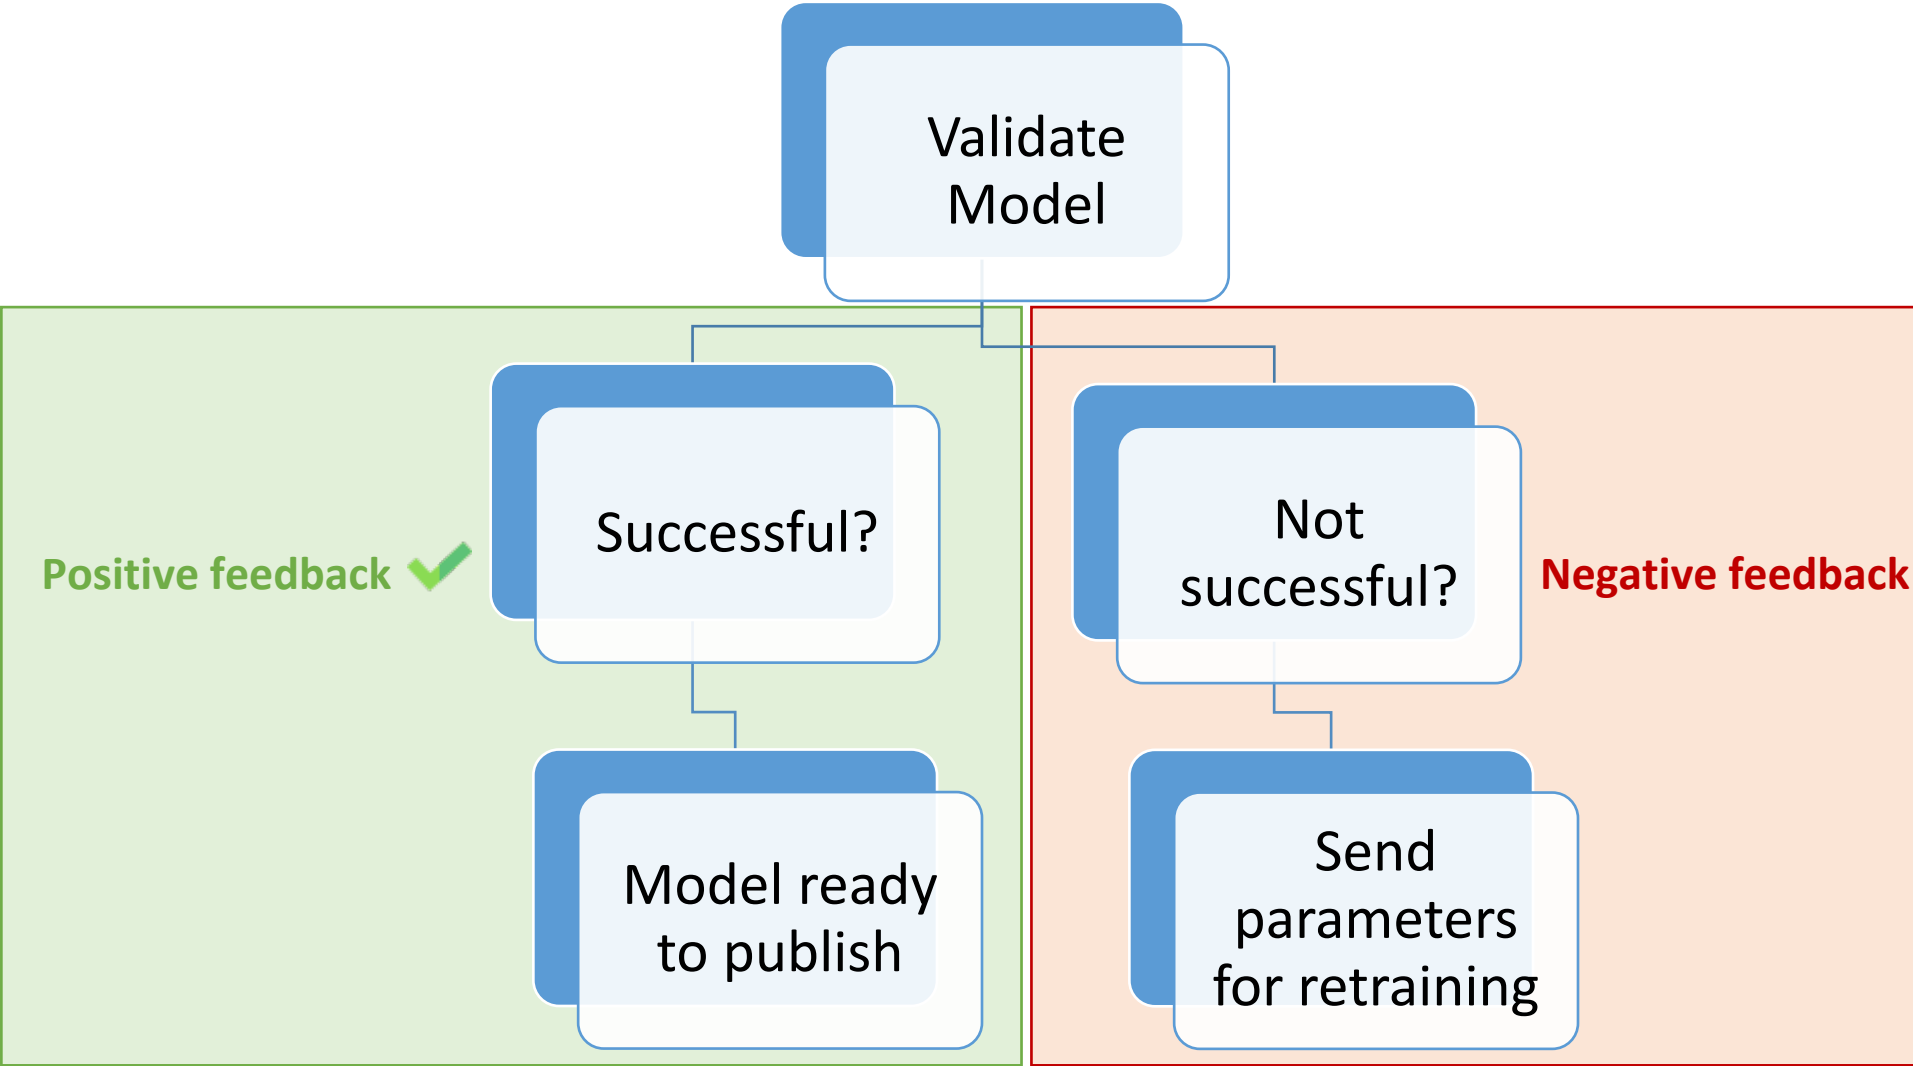 Validate
Model
Positive feedback
Successful?
Not
successful?
Negative feedback
Model ready
to publish
Send
parameters
for retraining